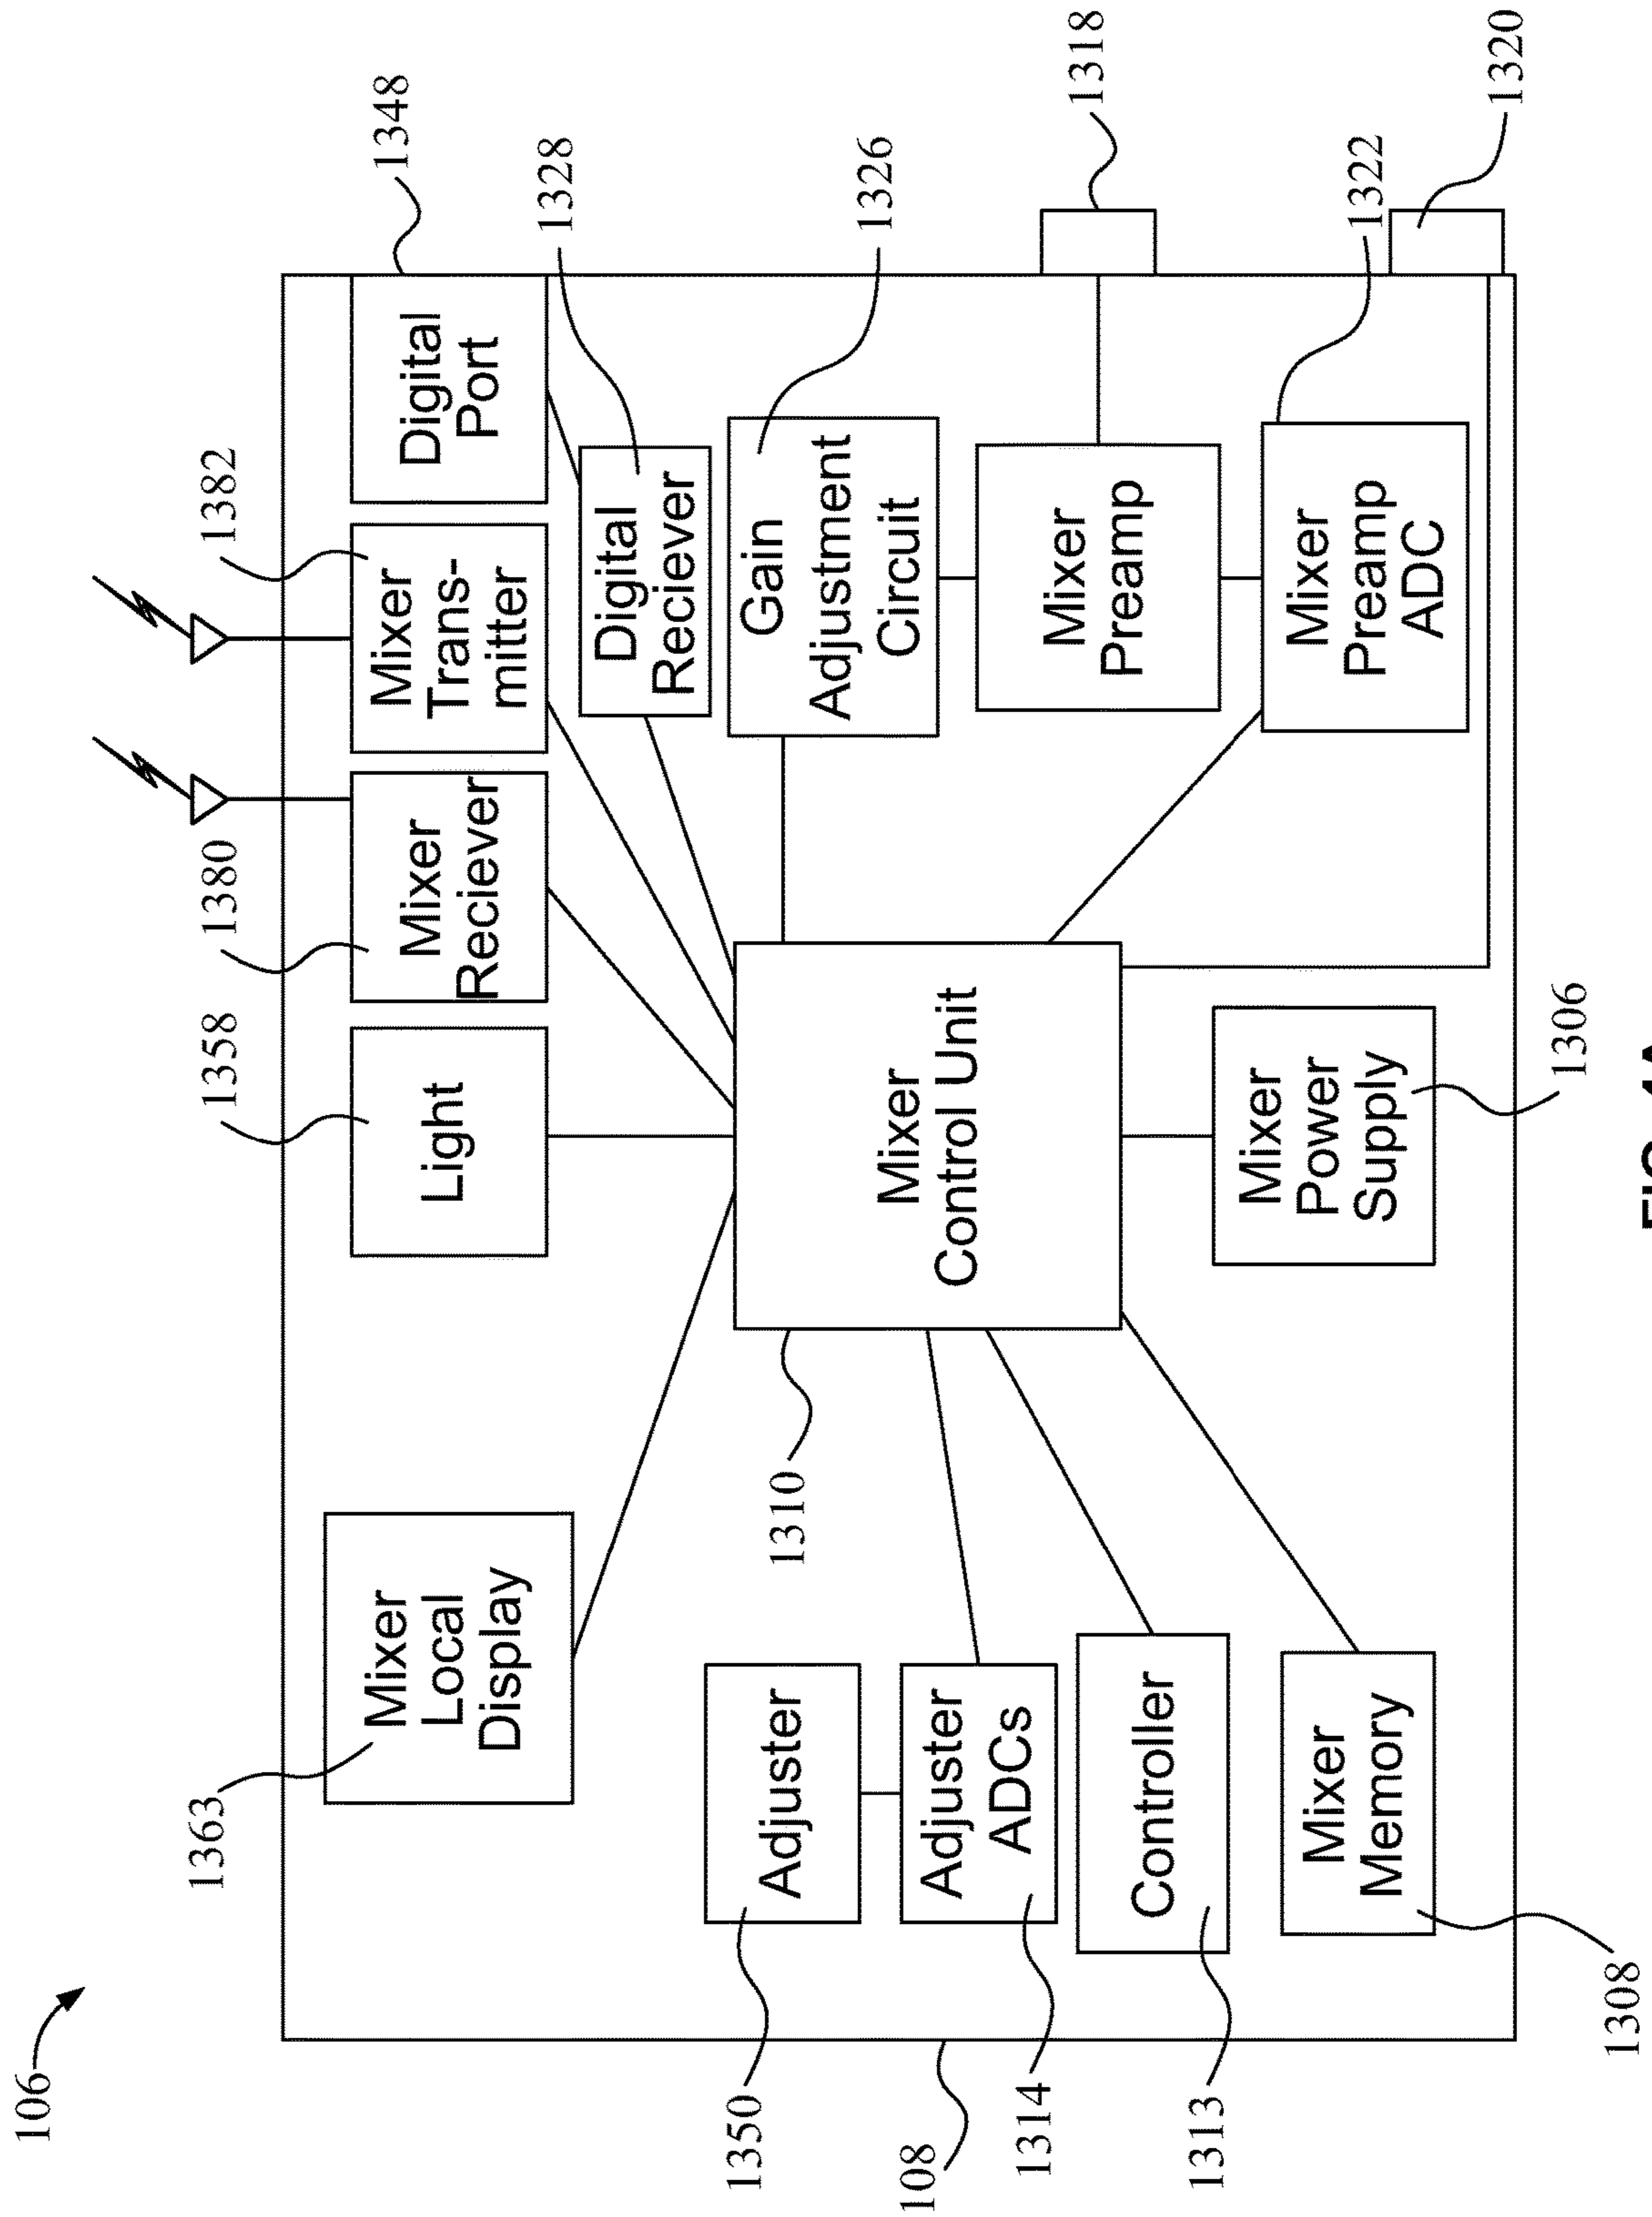 106
1363
1358
1380
1382
1348
Mixer
Local
Display
Light
Mixer
Reciever
Mixer
Trans-
mitter
Digital
Port
1328
Digital
Reciever
1350
Adjuster
1310
Gain
Adjustment
Circuit
1326
108
Adjuster
ADCs
1314
Mixer
Control Unit
Mixer
Preamp
1318
Controller
1313
Mixer
Power
Supply
1306
Mixer
Preamp
ADC
1322
Mixer
Memory
1308
1320